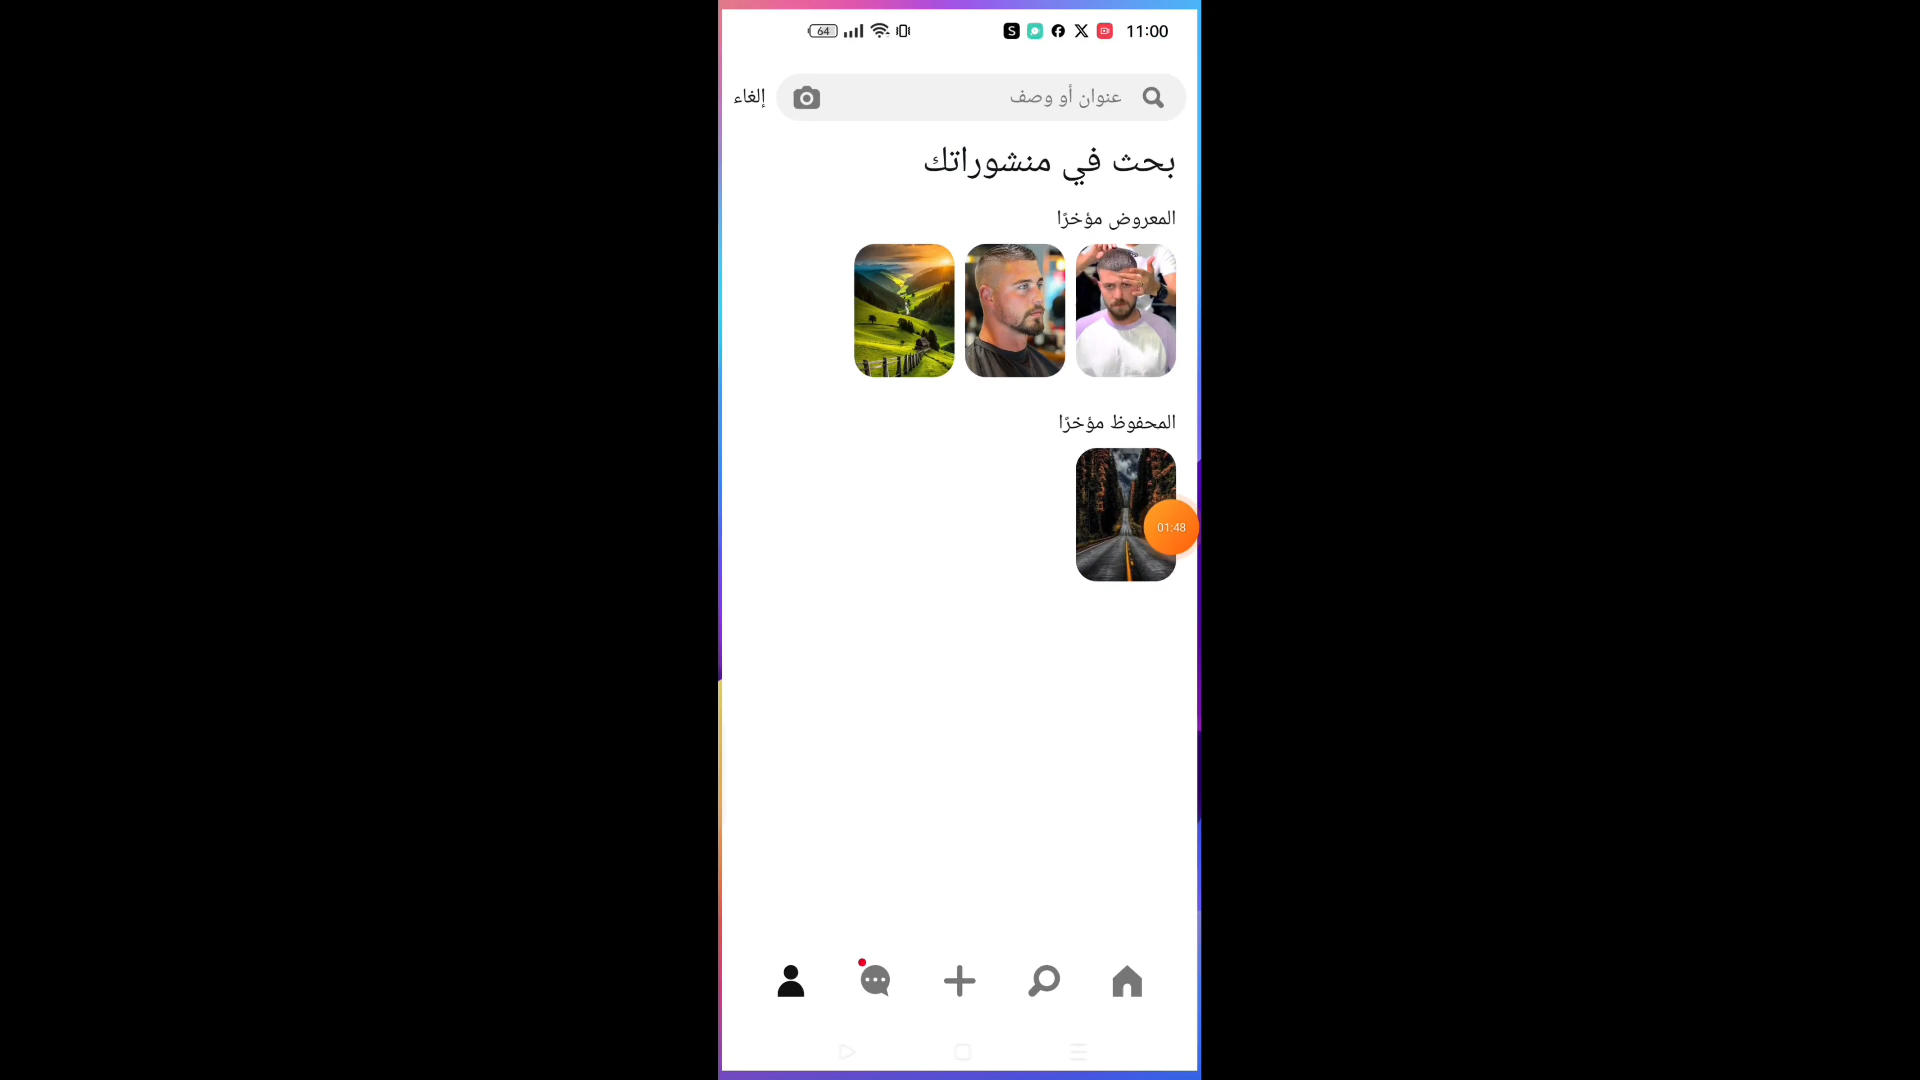 11:00
64
عنوان أو وصف
إلغاء
بحث في منشوراتك
المعروض مؤخرًا
المحفوظ مؤخرًا
01:48